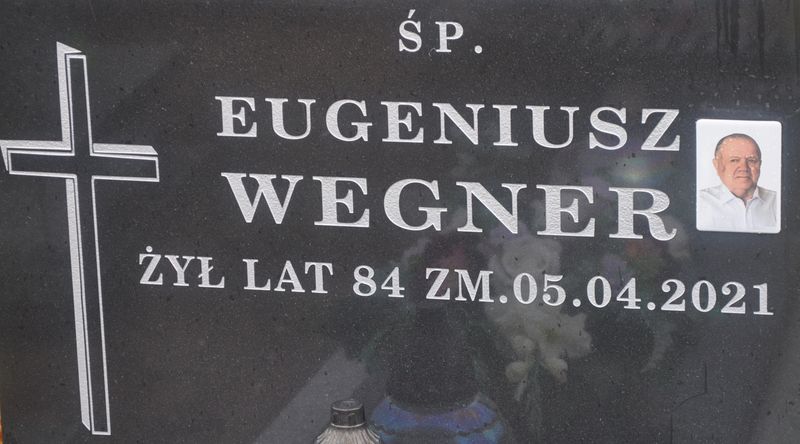 ŚP.
EUGENIUSZ
WEGNER
ŻYŁ LAT 84 ZM.05.04.2021